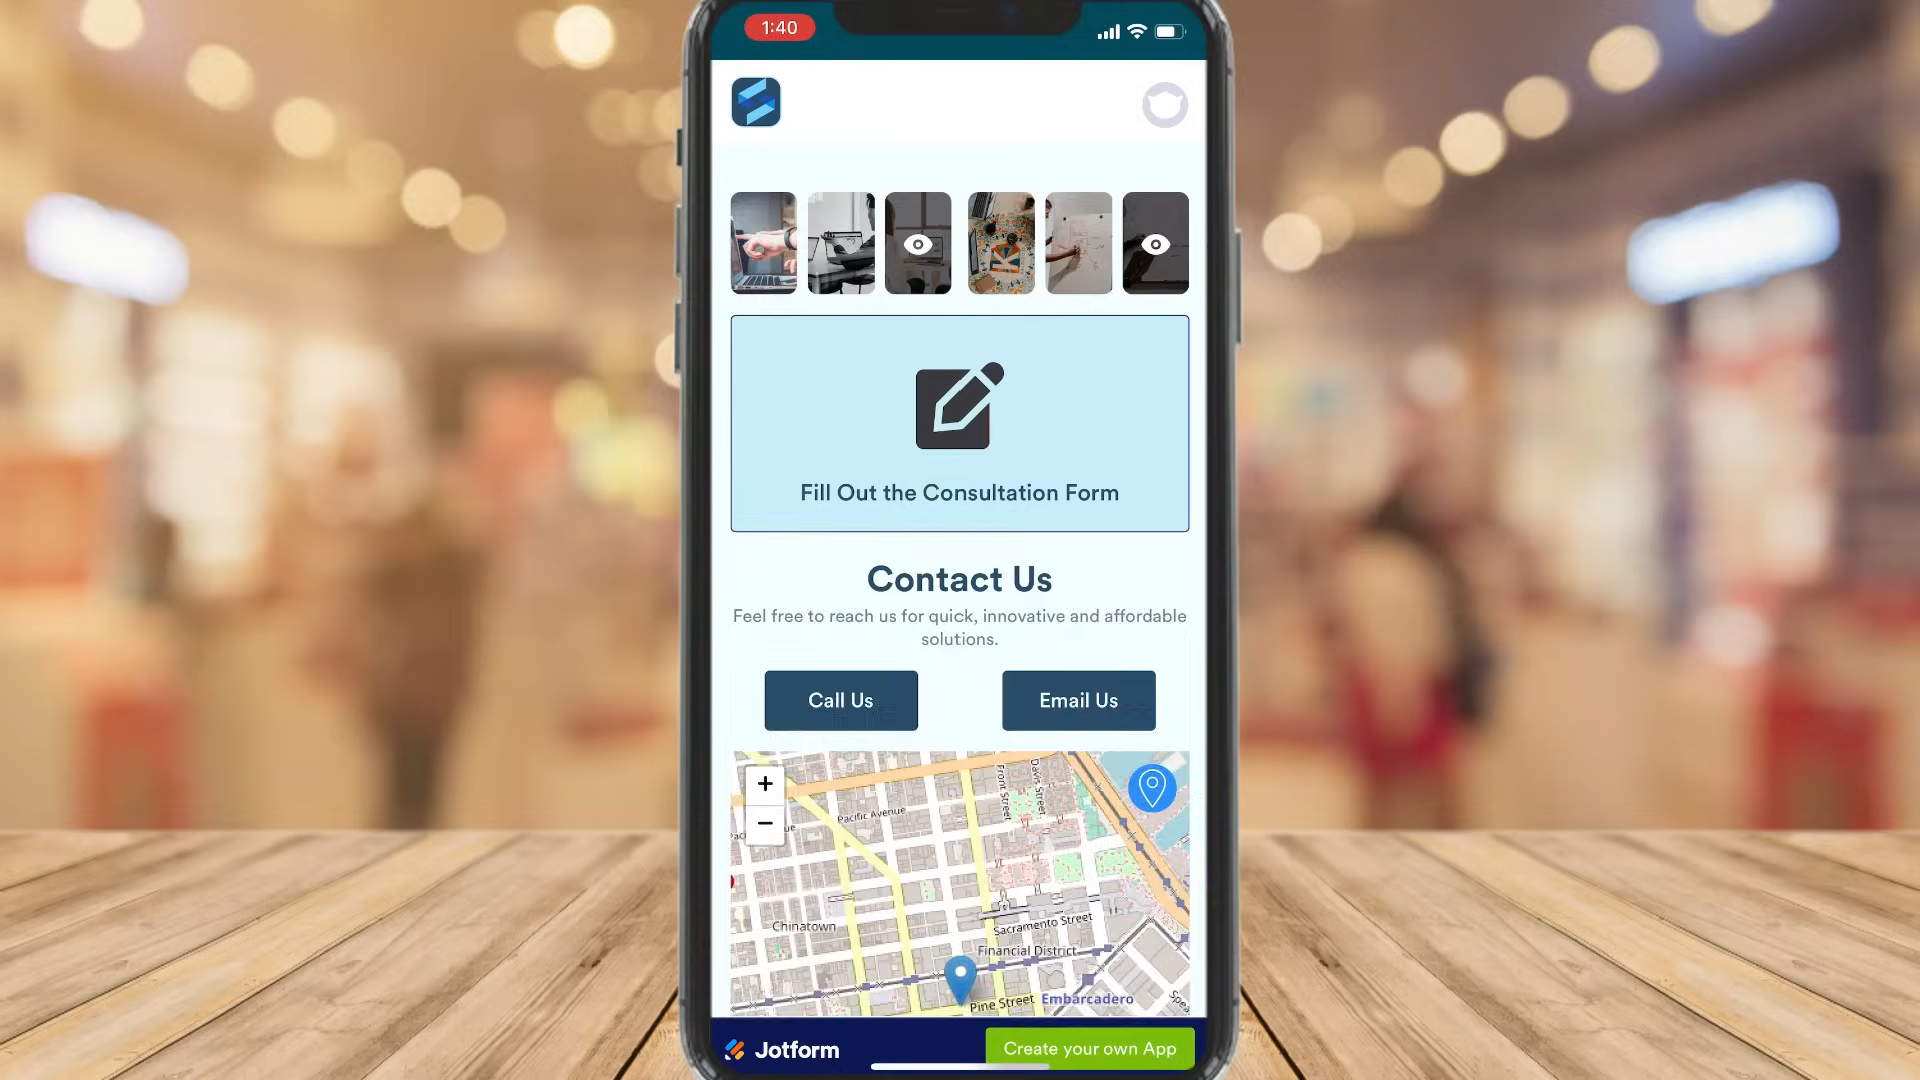 1:40
Fill Out the Consultation Form
Contact Us
Feel free to reach us for quick, innovative and affordable
solutions.
Call Us
Email Us
+
−
Front Street
Davis Street
Pacific Avenue
Sacramento Street
Chinatown
Financial District
Pine Street
Embarcadero
Jotform
Create your own App